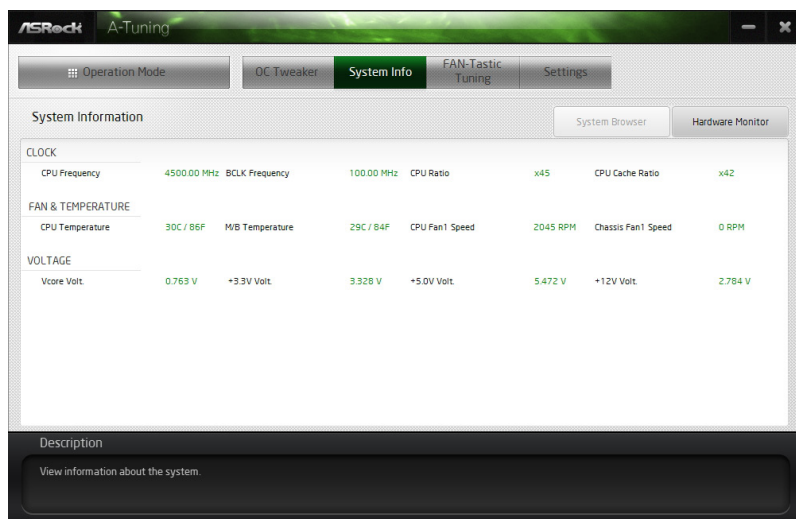 ASRock A-Tuning
Operation Mode OC Tweaker System Info FAN-Tastic Tuning Settings
System Information System Browser Hardware Monitor
CLOCK
CPU Frequency 4500.00 MHz BCLK Frequency 100.00 MHz CPU Ratio x45 CPU Cache Ratio x42
FAN & TEMPERATURE
CPU Temperature 30C / 86F M/B Temperature 29C / 84F CPU Fan1 Speed 2045 RPM Chassis Fan1 Speed 0 RPM
VOLTAGE
Vcore Volt. 0.763 V +3.3V Volt. 3.328 V +5.0V Volt. 5.472 V +12V Volt. 2.784 V
Description
View information about the system.